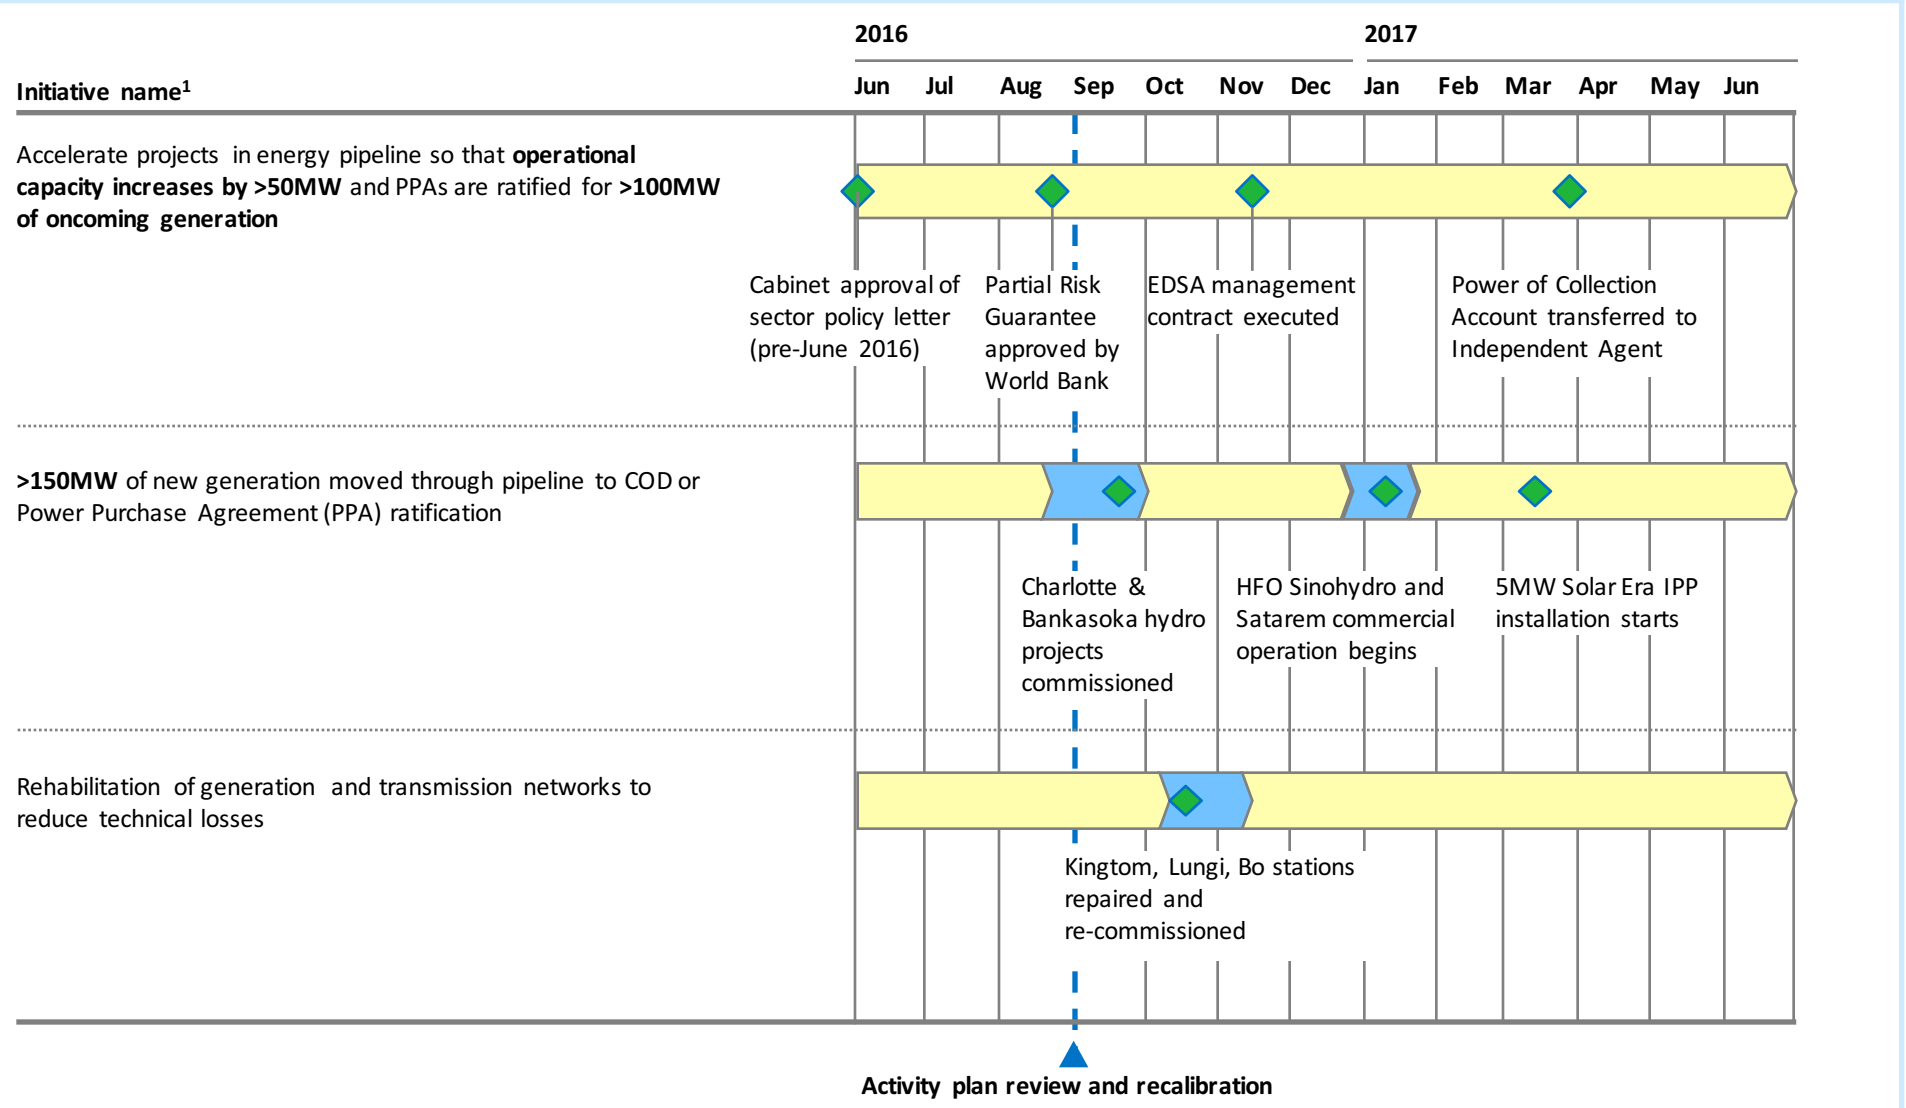 2016
2017
Initiative name1
Jun Jul Aug Sep Oct Nov Dec Jan Feb Mar Apr May Jun
Accelerate projects in energy pipeline so that operational
capacity increases by >50MW and PPAs are ratified for >100MW
of oncoming generation
Cabinet approval of
sector policy letter
(pre-June 2016)
Partial Risk
Guarantee
approved by
World Bank
EDSA management
contract executed
Power of Collection
Account transferred to
Independent Agent
>150MW of new generation moved through pipeline to COD or
Power Purchase Agreement (PPA) ratification
Charlotte &
Bankasoka hydro
projects
commissioned
HFO Sinohydro and
Satarem commercial
operation begins
5MW Solar Era IPP
installation starts
Rehabilitation of generation and transmission networks to
reduce technical losses
Kingtom, Lungi, Bo stations
repaired and
re-commissioned
Activity plan review and recalibration